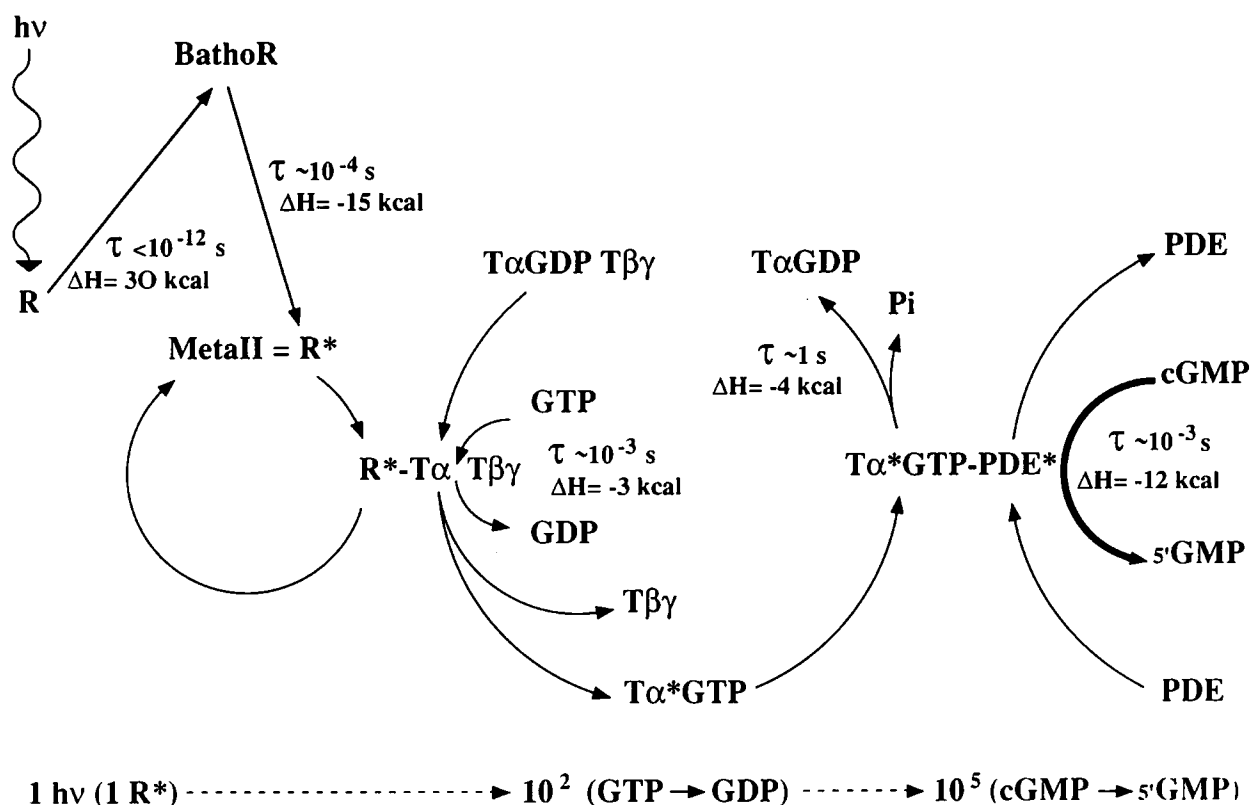 hν
BathoR
τ ~10⁻⁴ s
ΔH= -15 kcal
τ <10⁻¹² s
ΔH= 30 kcal
R
MetaII = R*
TαGDP Tβγ
GTP
R*-Tα Tβγ
τ ~10⁻³ s
ΔH= -3 kcal
GDP
Tβγ
Tα*GTP
TαGDP
Pi
τ ~1 s
ΔH= -4 kcal
Tα*GTP-PDE*
PDE
cGMP
τ ~10⁻³ s
ΔH= -12 kcal
5'GMP
PDE
1 hν (1 R*) ----------> 10² (GTP → GDP) ------> 10⁵ (cGMP → 5'GMP)